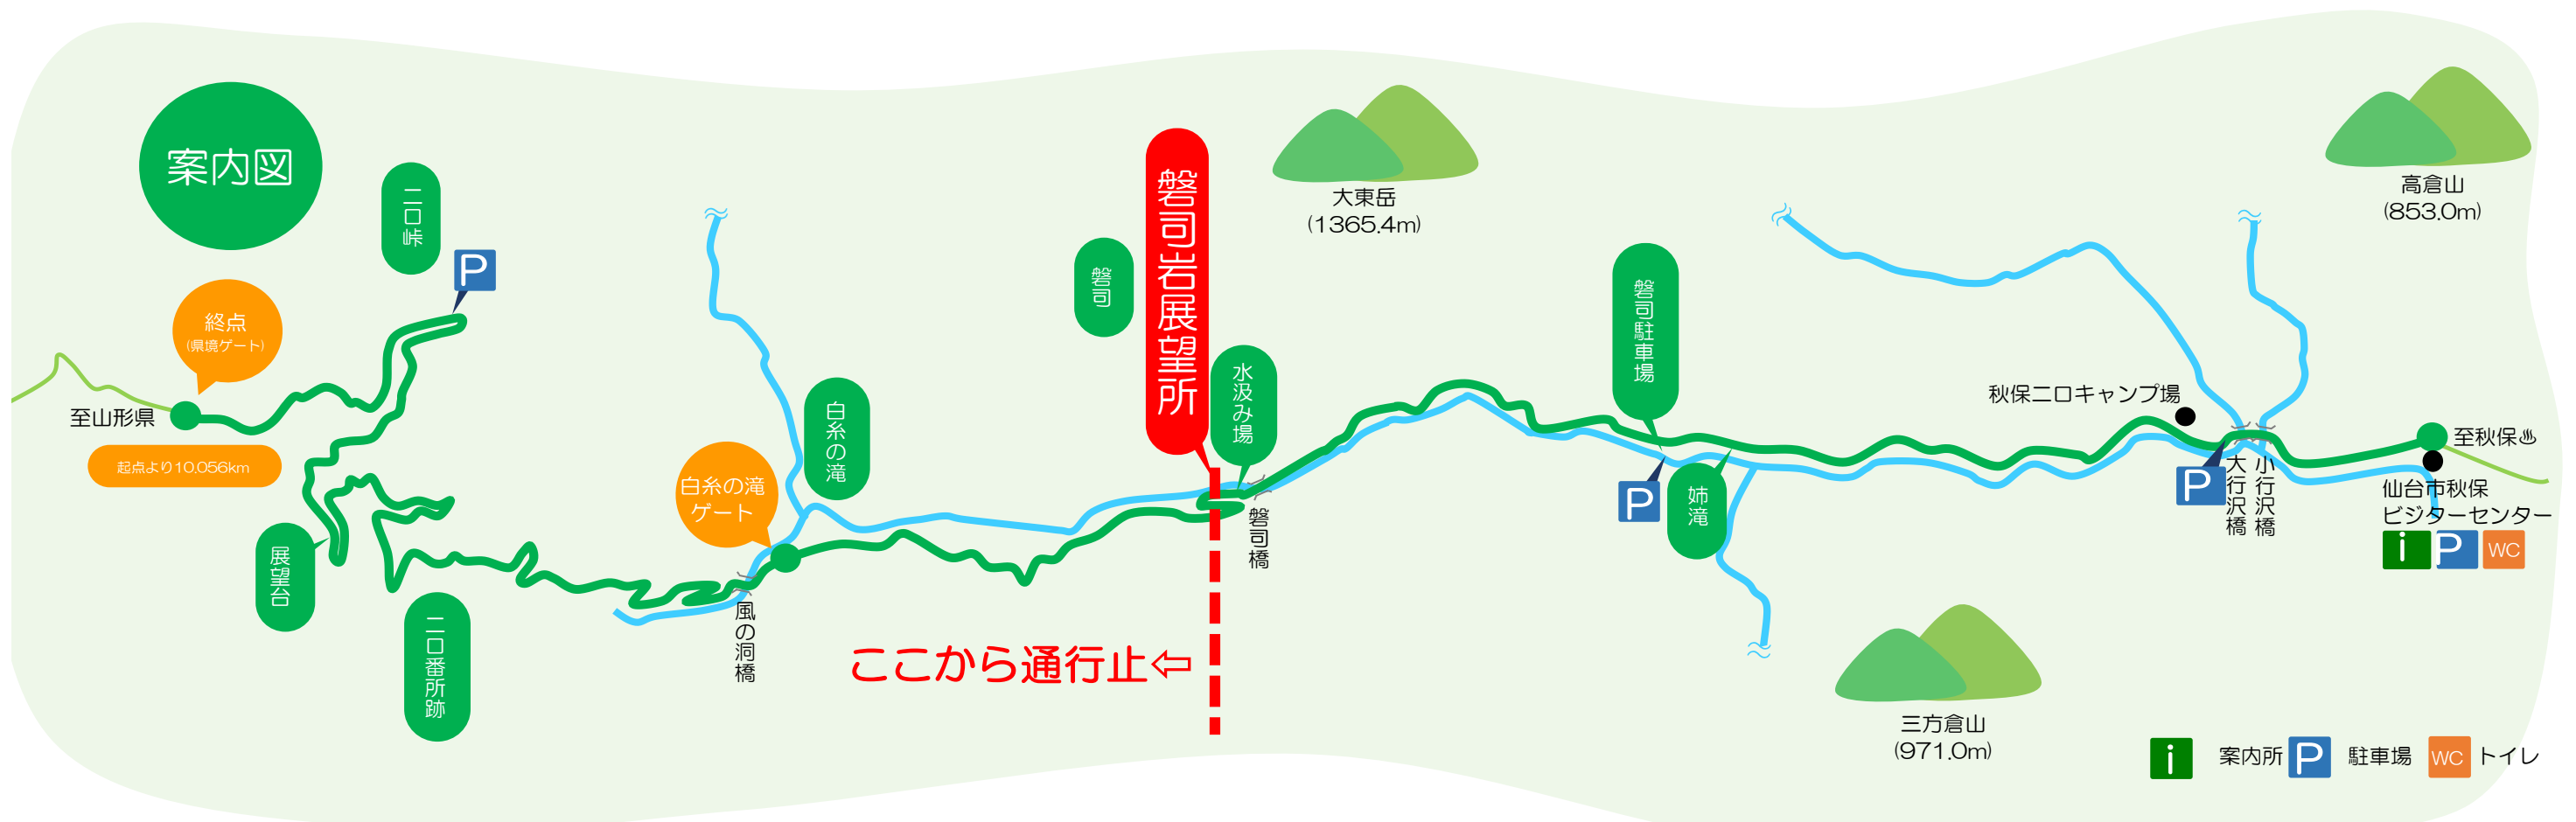 案内図
二口峠
P
終点
(県境ゲート)
至山形県
起点より10.056km
展望台
二口番所跡
白糸の滝
ゲート
白糸の滝
風の洞橋
磐司
磐司岩展望所
水汲み場
磐司橋
ここから通行止⇦
大東岳
(1365.4m)
磐司駐車場
P
姉滝
三方倉山
(971.0m)
高倉山
(853.0m)
秋保二口キャンプ場
P
大行沢橋
小行沢橋
至秋保♨
仙台市秋保
ビジターセンター
i P WC
i 案内所 P 駐車場 WC トイレ